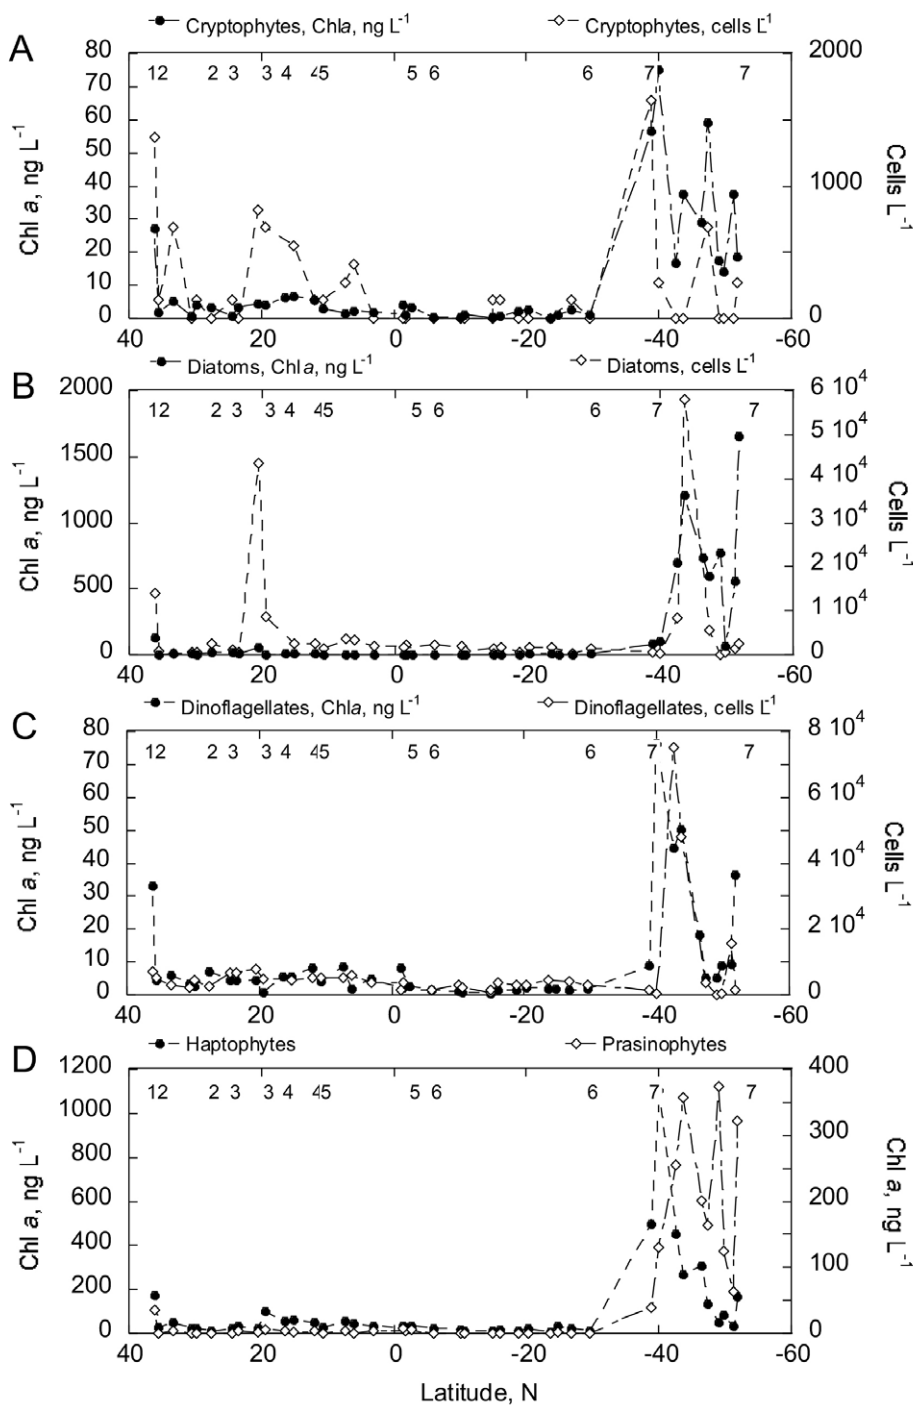 A
Cryptophytes, Chla, ng L⁻¹
Cryptophytes, cells L⁻¹
80 2000
12 2 3 3 4 45 5 6 6 7 7
70
60
50
40 1000
30
20
10
0 0
Chl a, ng L⁻¹
Cells L⁻¹
40 20 0 -20 -40 -60
B
Diatoms, Chla, ng L⁻¹
Diatoms, cells L⁻¹
2000 6 10⁴
12 2 3 3 4 45 5 6 6 7 7
5 10⁴
1500
4 10⁴
1000 3 10⁴
2 10⁴
500
1 10⁴
0 0
Chl a, ng L⁻¹
Cells L⁻¹
40 20 0 -20 -40 -60
C
Dinoflagellates, Chla, ng L⁻¹
Dinoflagellates, cells L⁻¹
80 8 10⁴
12 2 3 3 4 45 5 6 6 7 7
70
60 6 10⁴
50
40 4 10⁴
30
20 2 10⁴
10
0 0
Chl a, ng L⁻¹
Cells L⁻¹
40 20 0 -20 -40 -60
D
Haptophytes
Prasinophytes
1200 400
12 2 3 3 4 45 5 6 6 7 7
1000
300
800
600 200
400
100
200
0 0
Chl a, ng L⁻¹
Chl a, ng L⁻¹
40 20 0 -20 -40 -60
Latitude, N